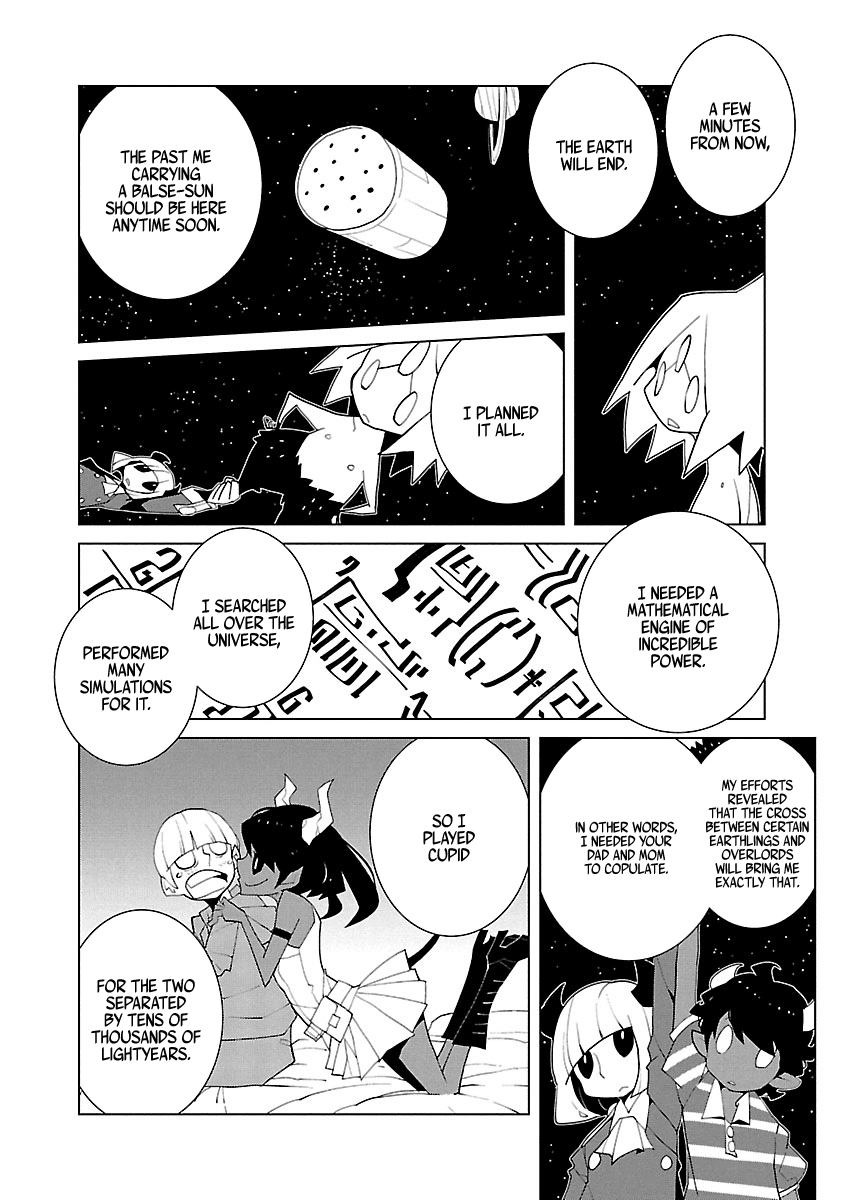 A FEW
MINUTES
FROM NOW,
THE EARTH
WILL END.
THE PAST ME
CARRYING
A BALSE-SUN
SHOULD BE HERE
ANYTIME SOON.
I PLANNED
IT ALL.
I NEEDED A
MATHEMATICAL
ENGINE OF
INCREDIBLE
POWER.
I SEARCHED
ALL OVER THE
UNIVERSE,
PERFORMED
MANY
SIMULATIONS
FOR IT.
MY EFFORTS
REVEALED
THAT THE CROSS
BETWEEN CERTAIN
EARTHLINGS AND
OVERLORDS
WILL BRING ME
EXACTLY THAT.
IN OTHER WORDS,
I NEEDED YOUR
DAD AND MOM
TO COPULATE.
SO I
PLAYED
CUPID
FOR THE TWO
SEPARATED
BY TENS OF
THOUSANDS OF
LIGHTYEARS.